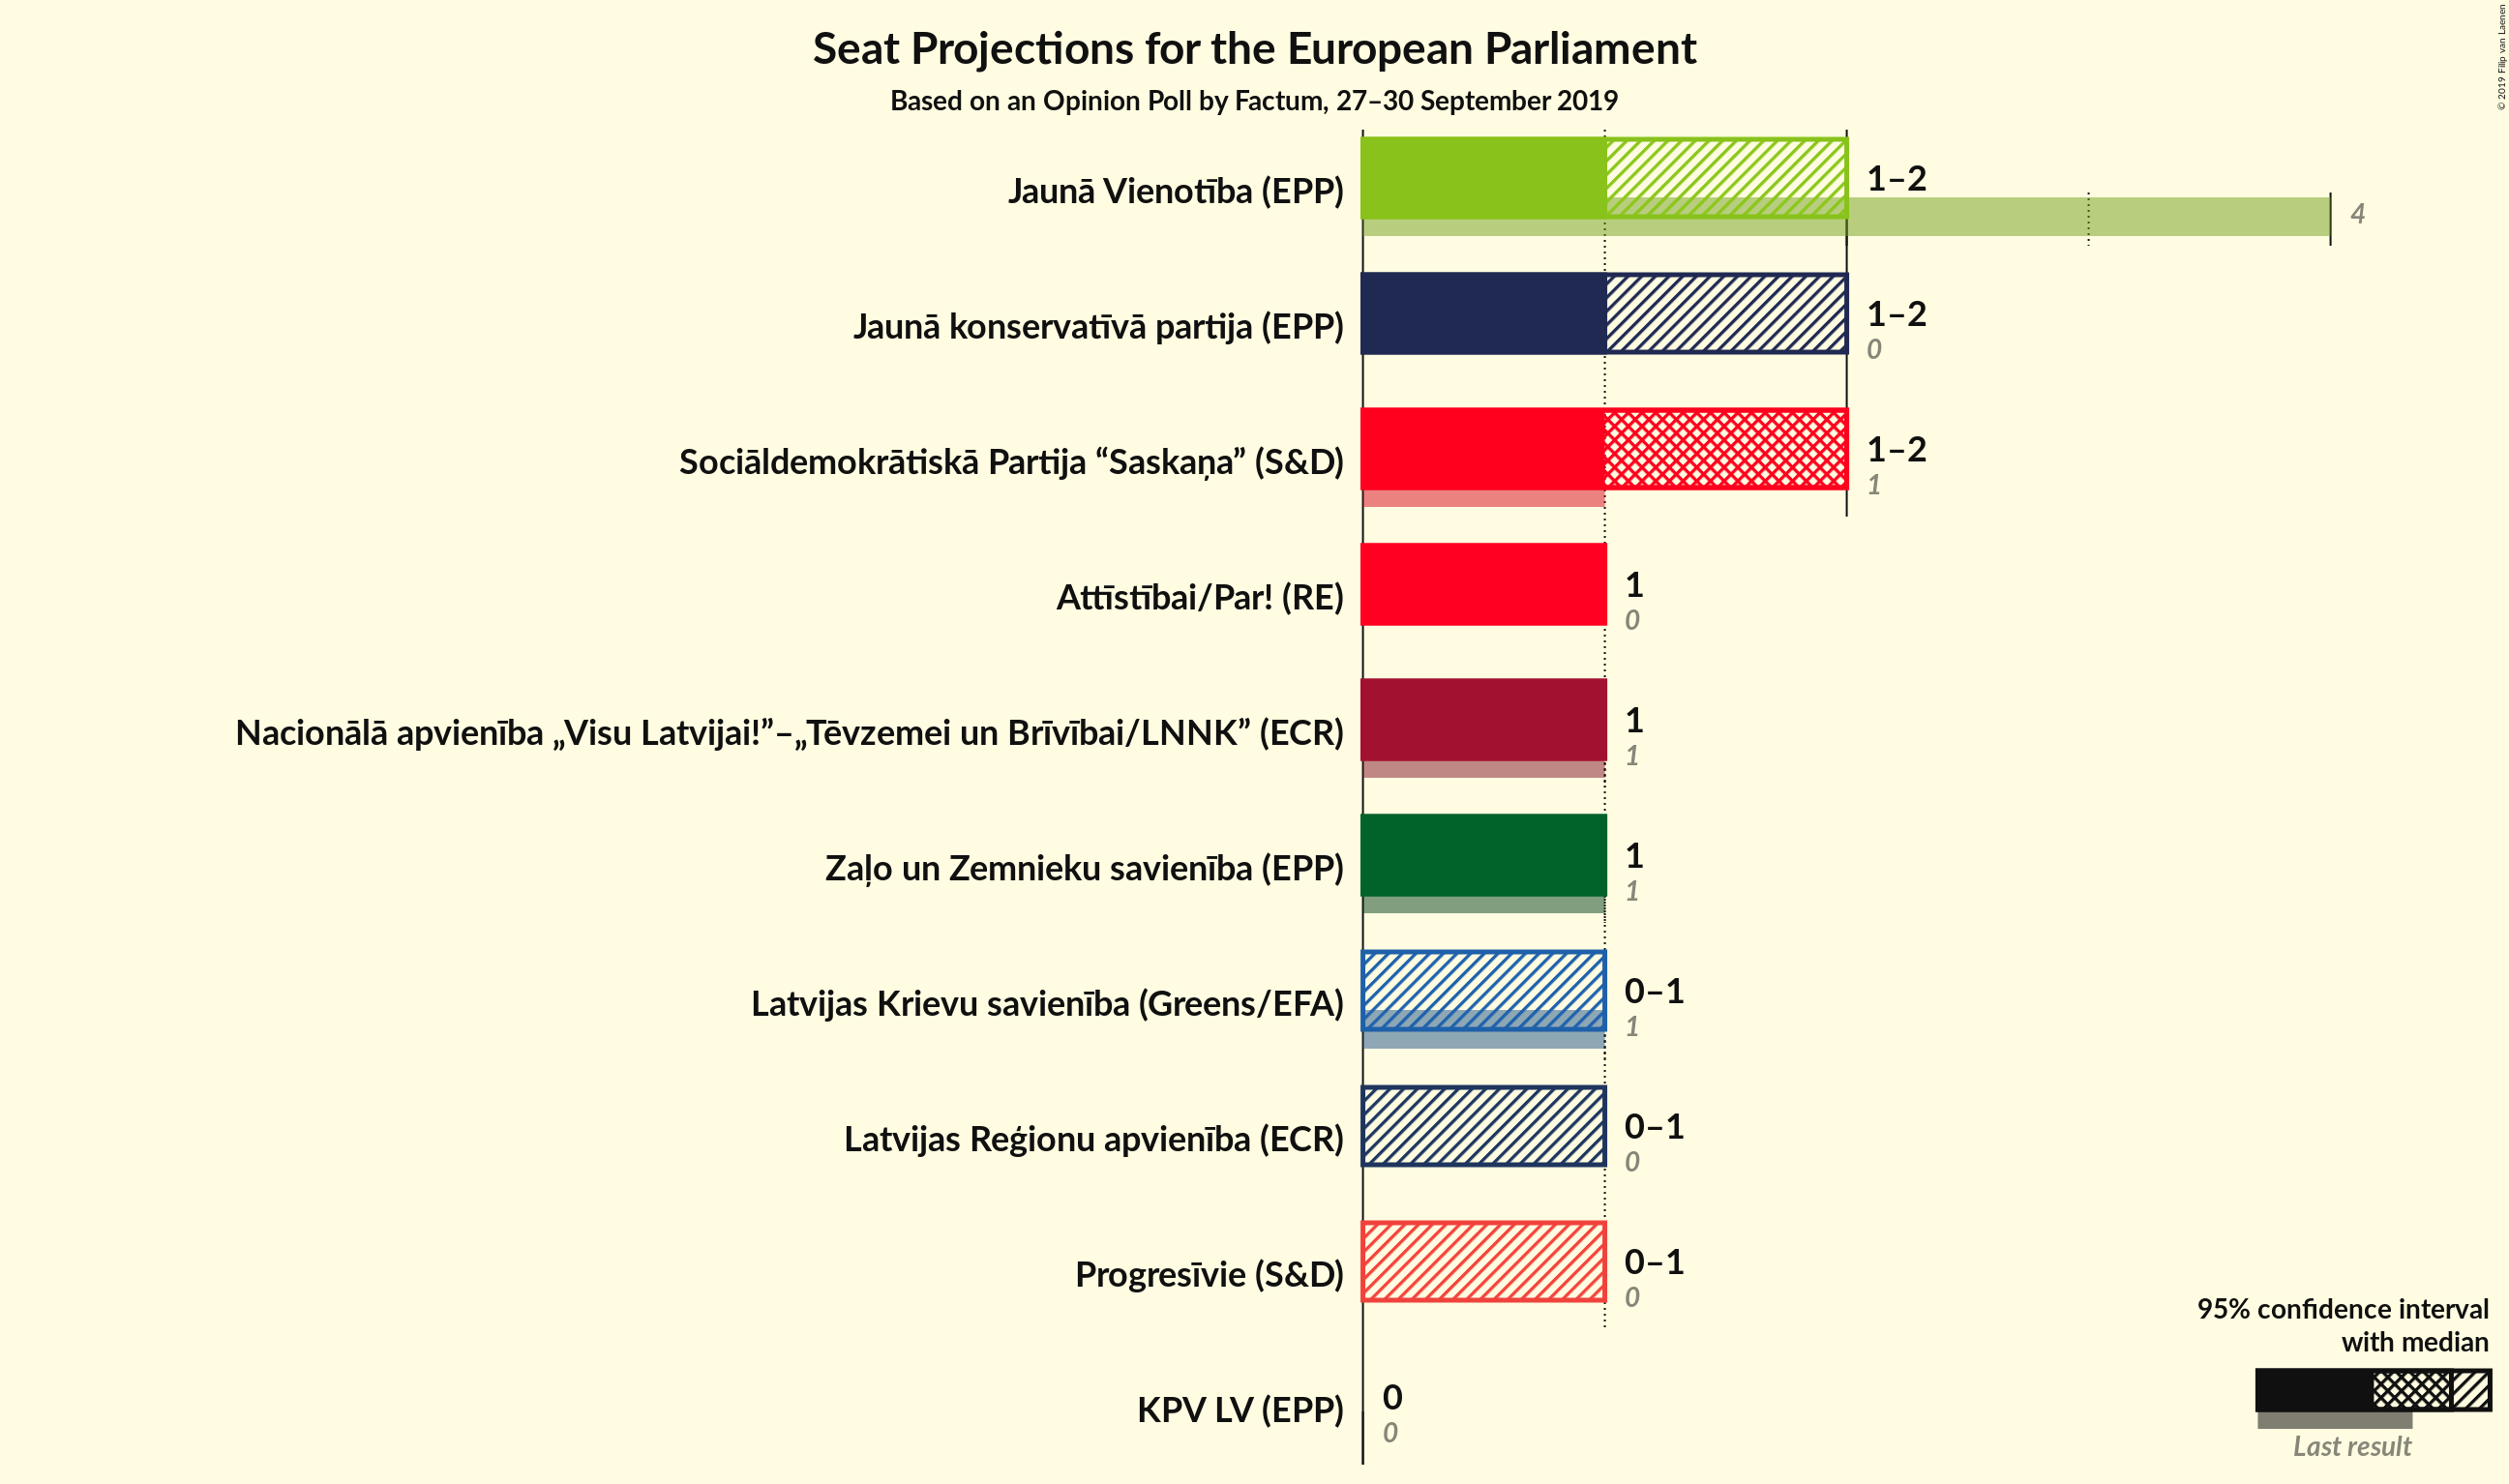 Seat Projections for the European Parliament
Based on an Opinion Poll by Factum, 27–30 September 2019
© 2019 Filip van Laenen
Jaunā Vienotība (EPP)
1–2
4
Jaunā konservatīvā partija (EPP)
1–2
0
Sociāldemokrātiskā Partija “Saskaņa” (S&D)
1–2
1
Attīstībai/Par! (RE)
1
0
Nacionālā apvienība „Visu Latvijai!”–„Tēvzemei un Brīvībai/LNNK” (ECR)
1
1
Zaļo un Zemnieku savienība (EPP)
1
1
Latvijas Krievu savienība (Greens/EFA)
0–1
1
Latvijas Reģionu apvienība (ECR)
0–1
0
Progresīvie (S&D)
0–1
0
KPV LV (EPP)
0
0
95% confidence interval
with median
Last result